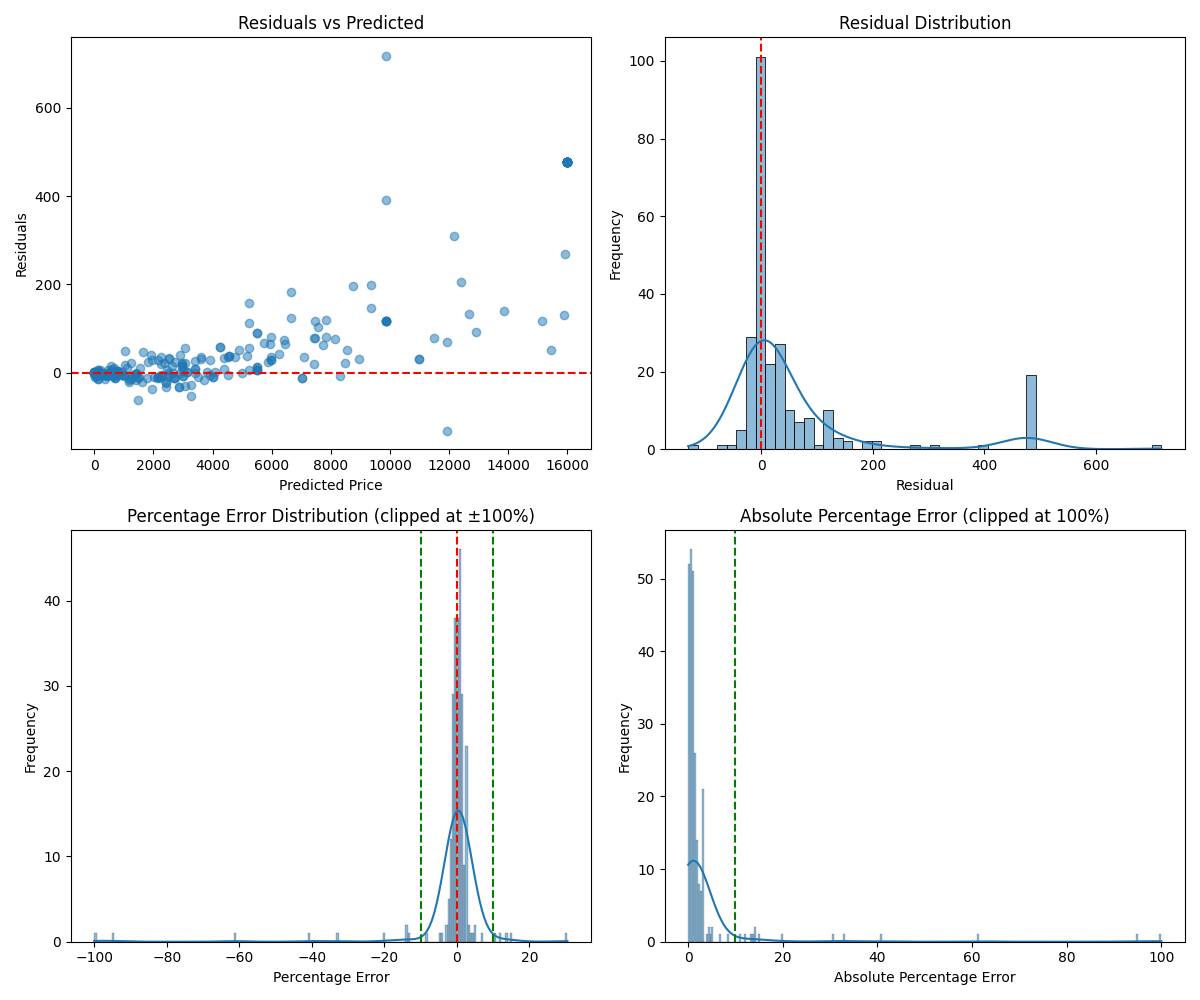 Residuals vs Predicted
Residuals
600
400
200
0
0 2000 4000 6000 8000 10000 12000 14000 16000
Predicted Price
Residual Distribution
Frequency
100
80
60
40
20
0
0 200 400 600
Residual
Percentage Error Distribution (clipped at ±100%)
Frequency
40
30
20
10
0
−100 −80 −60 −40 −20 0 20
Percentage Error
Absolute Percentage Error (clipped at 100%)
Frequency
50
40
30
20
10
0
0 20 40 60 80 100
Absolute Percentage Error